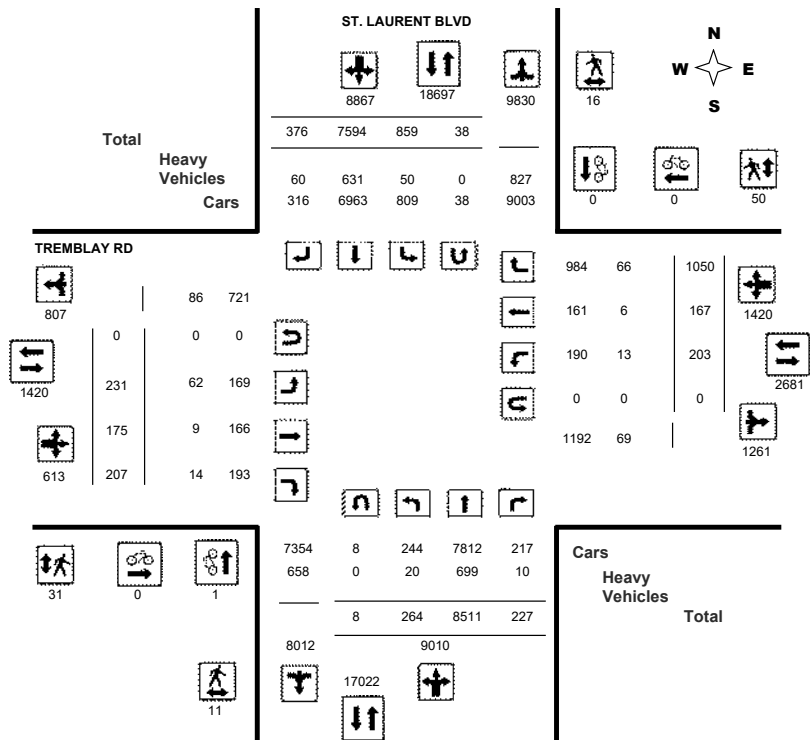 ST. LAURENT BLVD
N
W E
S
8867 18697 9830 16
Total 376 7594 859 38
Heavy
Vehicles 60 631 50 0 827
Cars 316 6963 809 38 9003
0 0 50
TREMBLAY RD
807 86 721
984 66 1050
1420
0 0 0
161 6 167
1420
231 62 169
190 13 203
2681
175 9 166
0 0 0
613
207 14 193
1192 69
1261
7354 8 244 7812 217 Cars
658 0 20 699 10 Heavy
Vehicles
31 0 1
8 264 8511 227 Total
8012 9010
17022
11